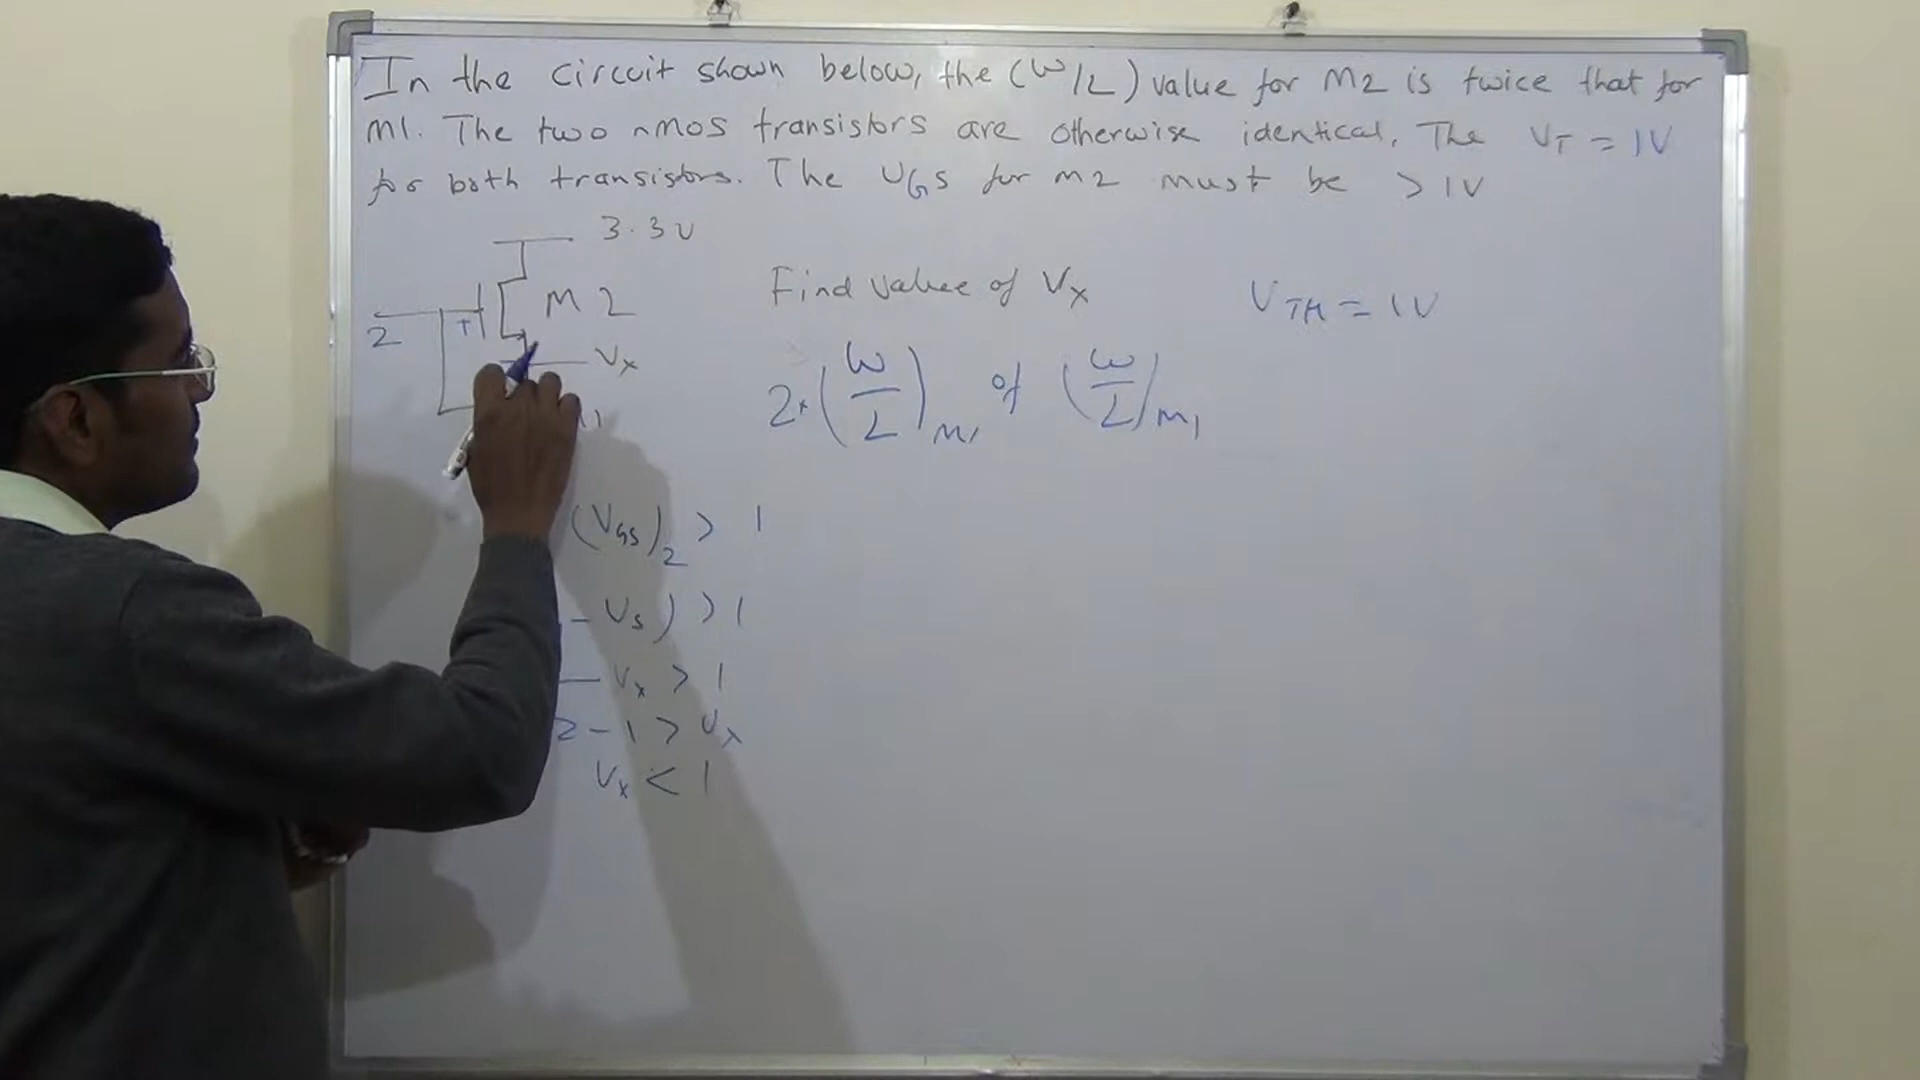 In the circuit shown below, the (W/L) value for M2 is twice that for
M1. The two nMOS transistors are otherwise identical. The VT = 1V
for both transistors. The VGS for m2 must be > 1V
3.3V
M2
2
+
Vx
1
Find value of Vx
VTH = 1V
2*(W/L)M1 of (W/L)M1
(VGS)2 > 1
- VS) > 1
- Vx > 1
2 - 1 > Vx
Vx < 1